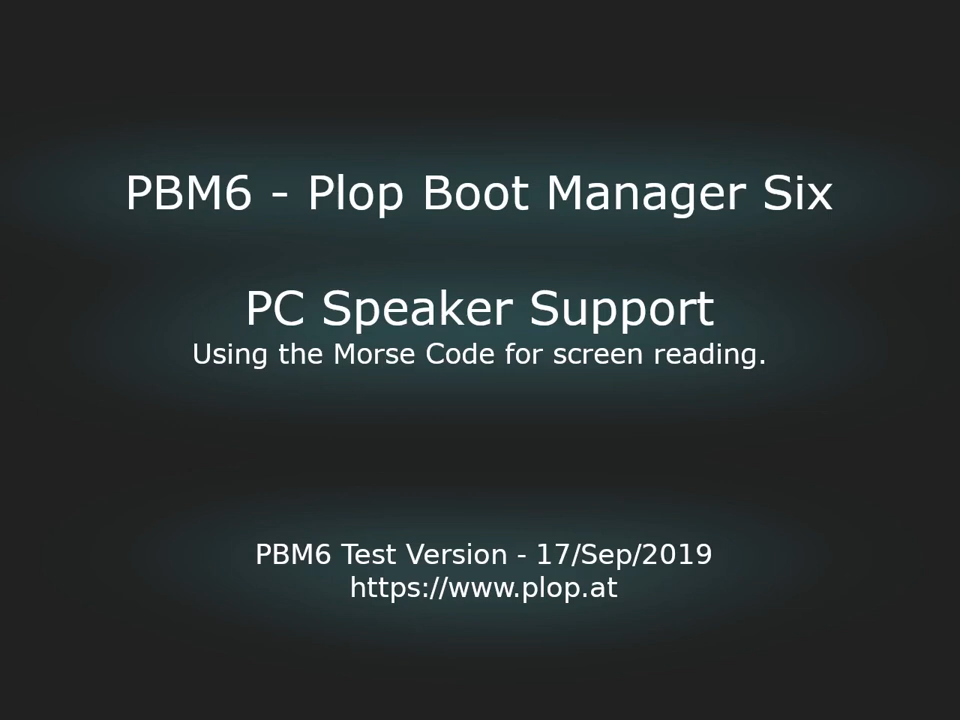 PBM6 - Plop Boot Manager Six
PC Speaker Support
Using the Morse Code for screen reading.
PBM6 Test Version - 17/Sep/2019
https://www.plop.at